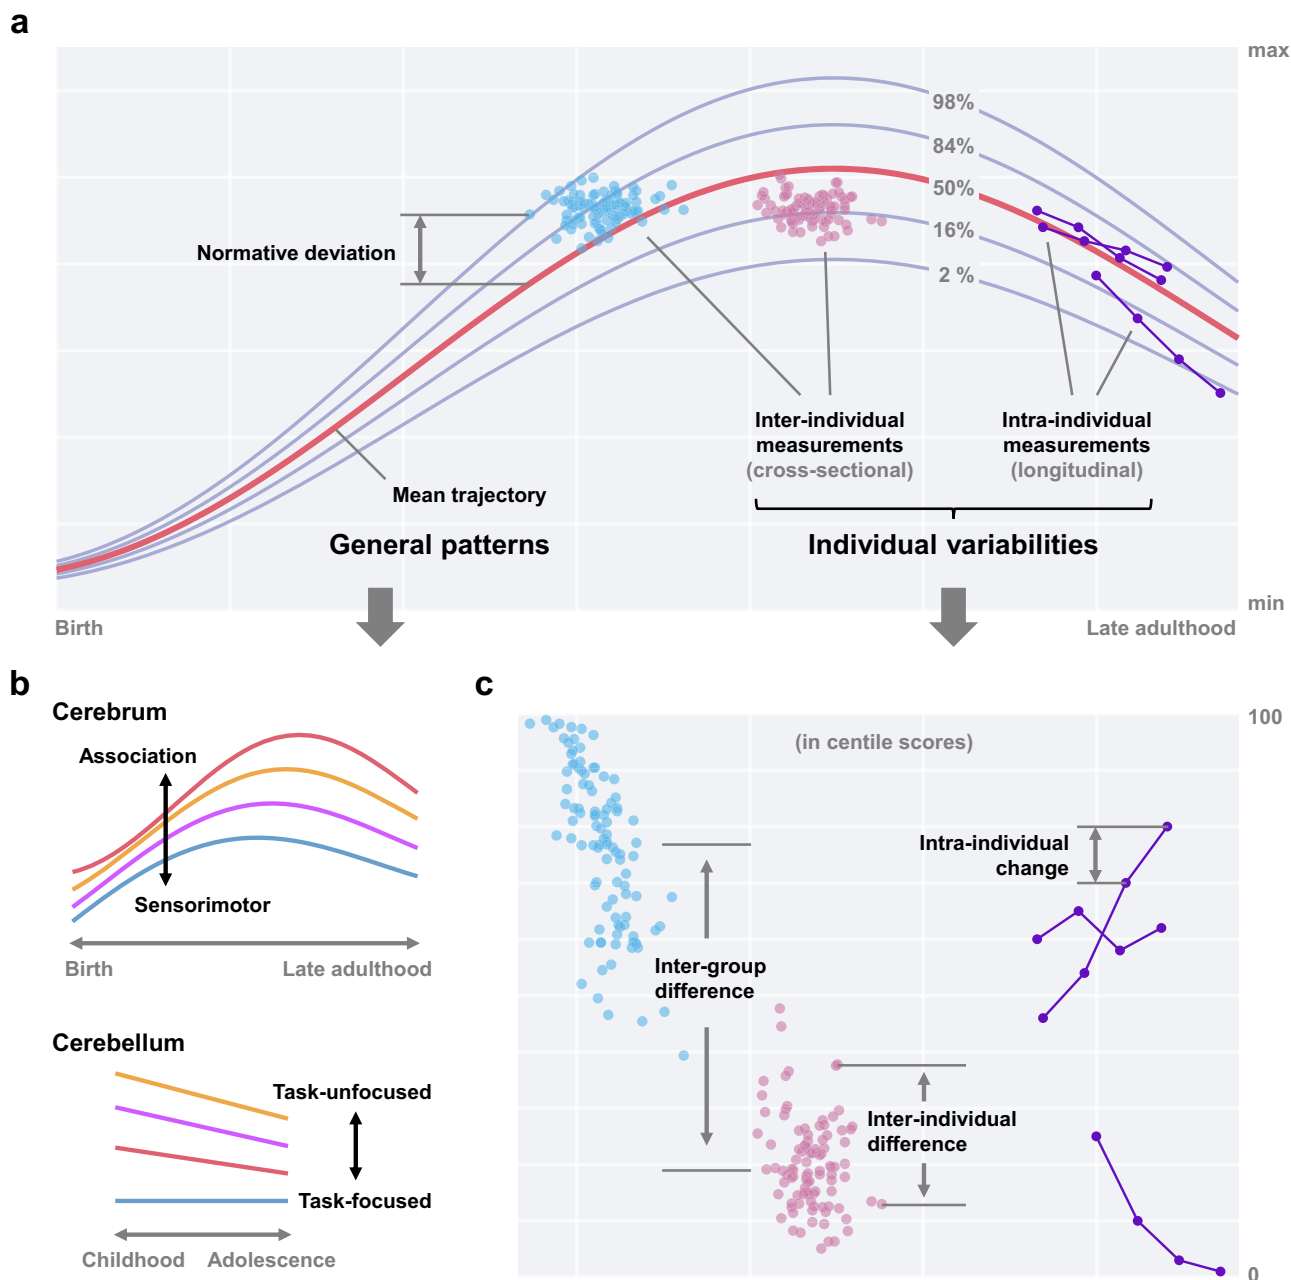 a
max
98%
84%
50%
16%
2 %
Normative deviation
Inter-individual
measurements
(cross-sectional)
Intra-individual
measurements
(longitudinal)
Mean trajectory
General patterns
Individual variabilities
min
Birth
Late adulthood
b
Cerebrum
Association
Sensorimotor
Birth
Late adulthood
Cerebellum
Task-unfocused
Task-focused
Childhood
Adolescence
c
100
(in centile scores)
Intra-individual
change
Inter-group
difference
Inter-individual
difference
0